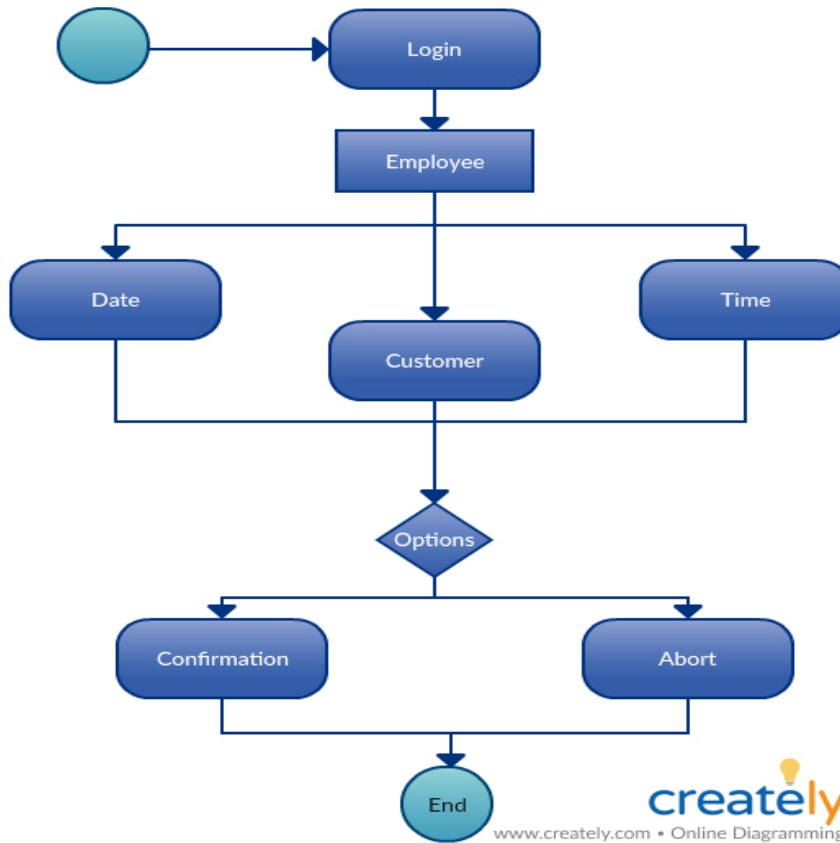 Login
Employee
Date
Time
Customer
Options
Confirmation
Abort
End
creately
www.creately.com • Online Diagramming